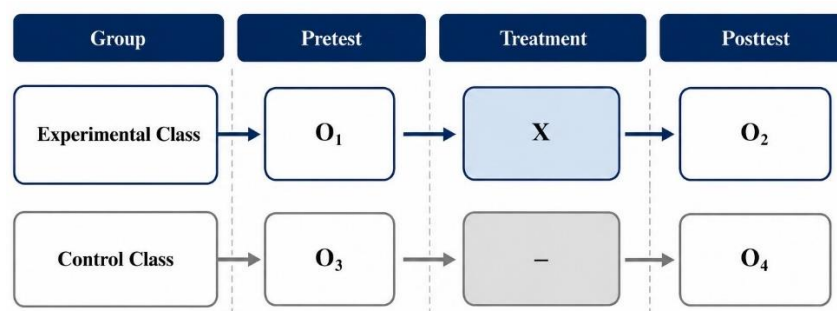 Group Pretest Treatment Posttest
Experimental Class O₁ X O₂
Control Class O₃ – O₄